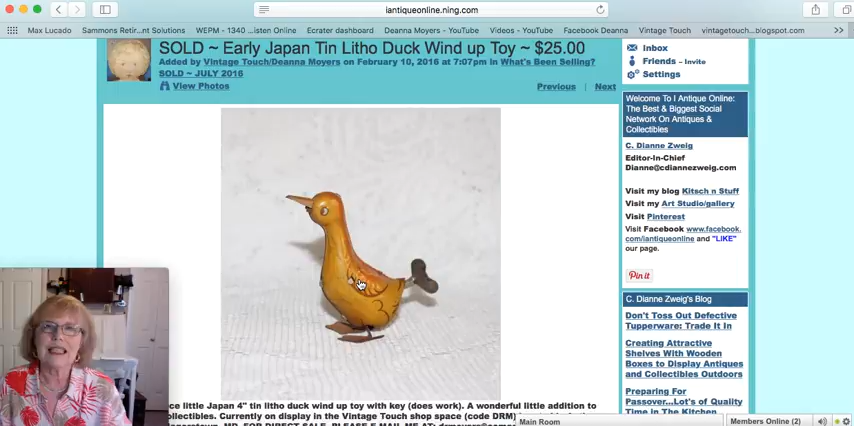 iantiqueonline.ning.com
Max Lucado
Sammons Retir...nt Solutions
WEPM - 1340 ...isten Online
Ecrater dashboard
Deanna Moyers - YouTube
Videos - YouTube
Facebook Deanna
Vintage Touch
vintagetouch...blogspot.com
SOLD ~ Early Japan Tin Litho Duck Wind up Toy ~ $25.00
Added by Vintage Touch/Deanna Moyers on February 10, 2016 at 7:07pm in What's Been Selling?
SOLD ~ JULY 2016
View Photos
Previous | Next
ce little Japan 4" tin litho duck wind up toy with key (does work). A wonderful little addition to
ollectibles. Currently on display in the Vintage Touch shop space (code DRM)
Inbox
Friends – Invite
Settings
Welcome To I Antique Online:
The Best & Biggest Social
Network On Antiques &
Collectibles
C. Dianne Zweig
Editor-In-Chief
Dianne@cdiannezweig.com
Visit my blog Kitsch n Stuff
Visit my Art Studio/gallery
Visit Pinterest
Visit Facebook www.facebook.
com/iantiqueonline and "LIKE"
our page.
Pin it
C. Dianne Zweig's Blog
Don't Toss Out Defective
Tupperware: Trade It In
Creating Attractive
Shelves With Wooden
Boxes to Display Antiques
and Collectibles Outdoors
Preparing For
Passover...Lot's of Quality
Time in The Kitchen
Main Room
Members Online (2)